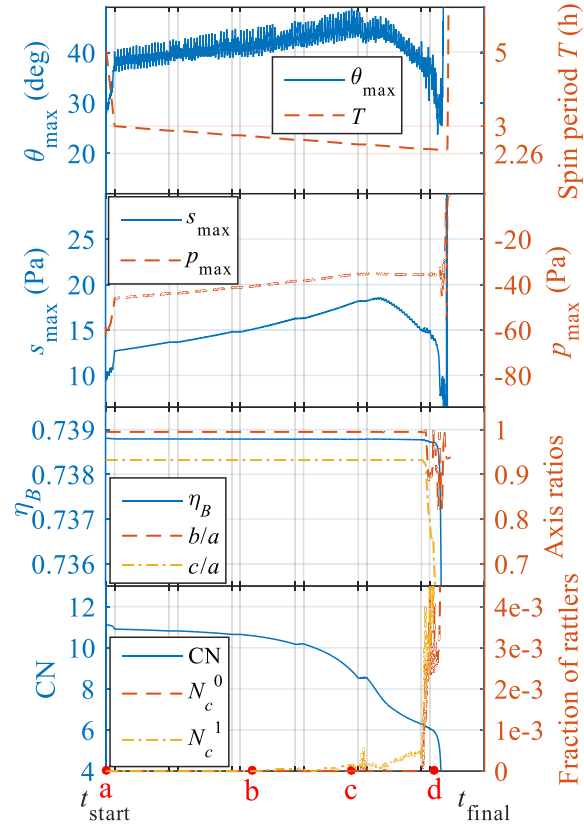 40
30
20
θmax (deg)
5
3
2.26
Spin period T (h)
θmax
T
25
20
15
10
smax (Pa)
-20
-40
-60
-80
pmax (Pa)
smax
pmax
0.739
0.738
0.737
0.736
ηB
1
0.9
0.8
0.7
Axis ratios
ηB
b/a
c/a
12
10
8
6
4
CN
4e-3
3e-3
2e-3
1e-3
0
Fraction of rattlers
CN
Nc0
Nc1
a b c d
tstart tfinal